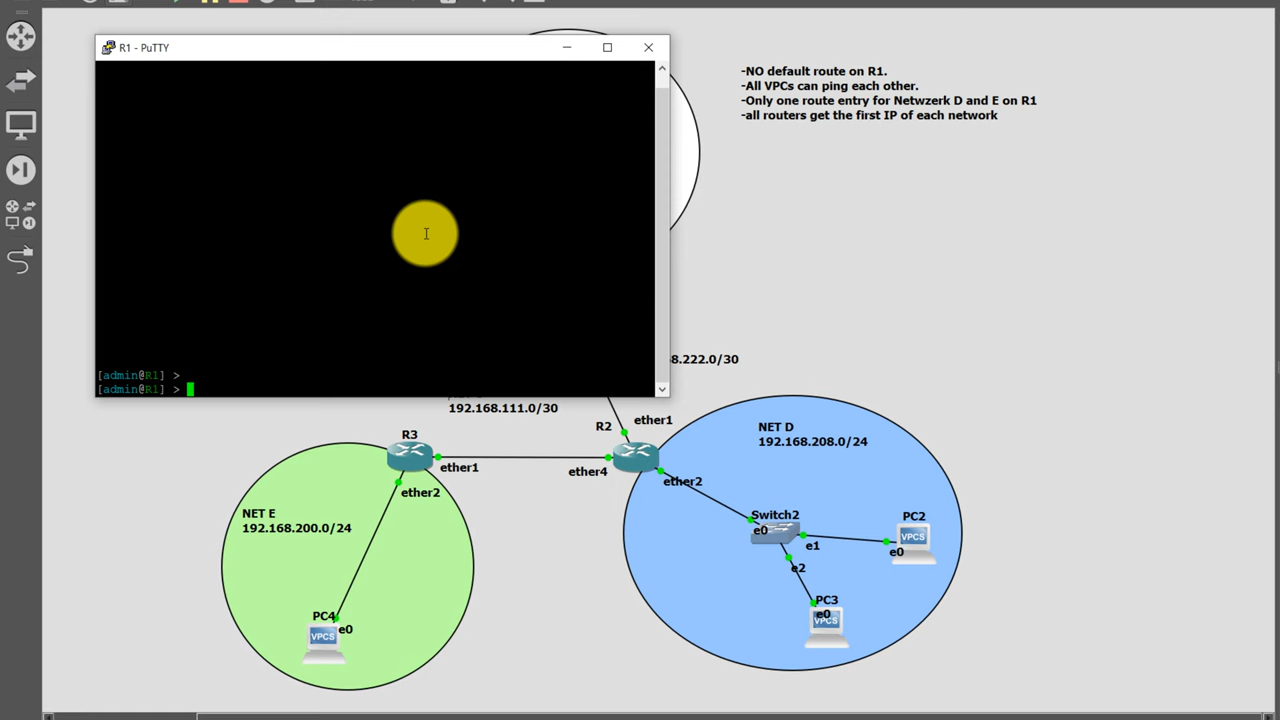 R1 - PuTTY
[admin@R1] >
[admin@R1] >
-NO default route on R1.
-All VPCs can ping each other.
-Only one route entry for Netwzerk D and E on R1
-all routers get the first IP of each network
8.222.0/30
192.168.111.0/30
R2
ether1
R3
ether1
ether4
ether2
ether2
NET D
192.168.208.0/24
NET E
192.168.200.0/24
Switch2
e0
e1
e2
PC2
VPCS
e0
PC3
e0
VPCS
PC4
e0
VPCS